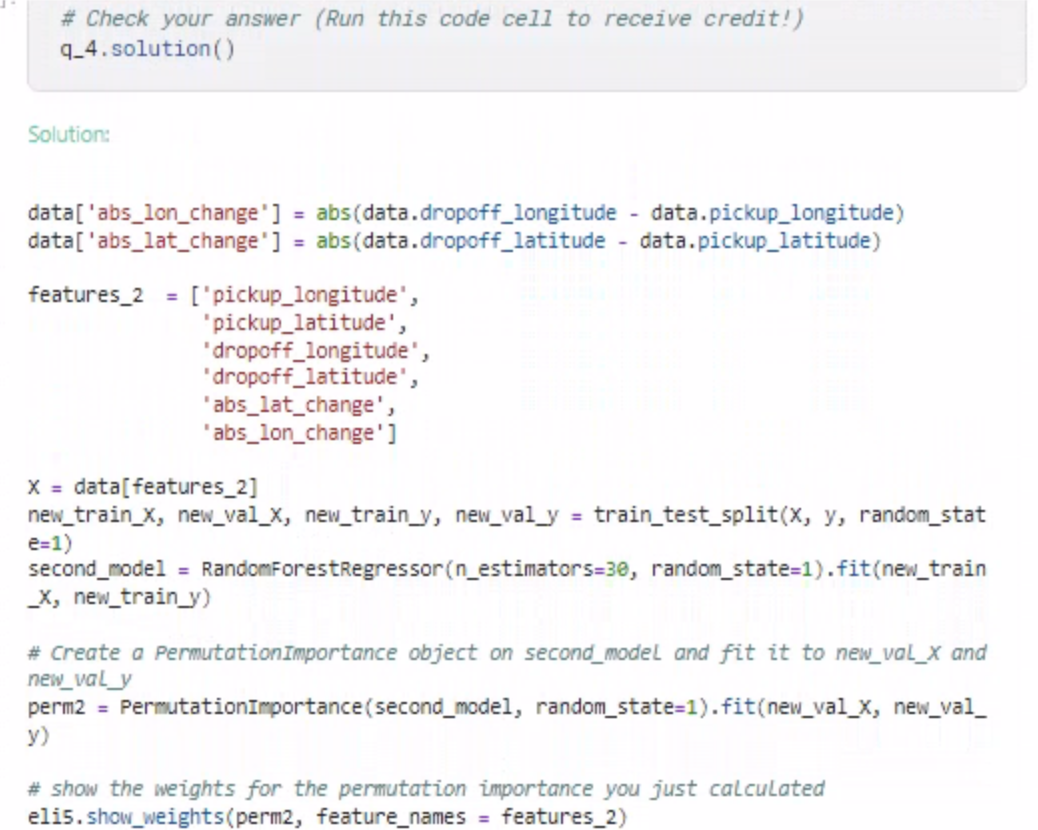 # Check your answer (Run this code cell to receive credit!)
q_4.solution()
Solution:
data['abs_lon_change'] = abs(data.dropoff_longitude - data.pickup_longitude)
data['abs_lat_change'] = abs(data.dropoff_latitude - data.pickup_latitude)
features_2  = ['pickup_longitude',
               'pickup_latitude',
               'dropoff_longitude',
               'dropoff_latitude',
               'abs_lat_change',
               'abs_lon_change']
X = data[features_2]
new_train_X, new_val_X, new_train_y, new_val_y = train_test_split(X, y, random_stat
e=1)
second_model = RandomForestRegressor(n_estimators=30, random_state=1).fit(new_train
_X, new_train_y)
# Create a PermutationImportance object on second_model and fit it to new_val_X and
new_val_y
perm2 = PermutationImportance(second_model, random_state=1).fit(new_val_X, new_val_
y)
# show the weights for the permutation importance you just calculated
eli5.show_weights(perm2, feature_names = features_2)